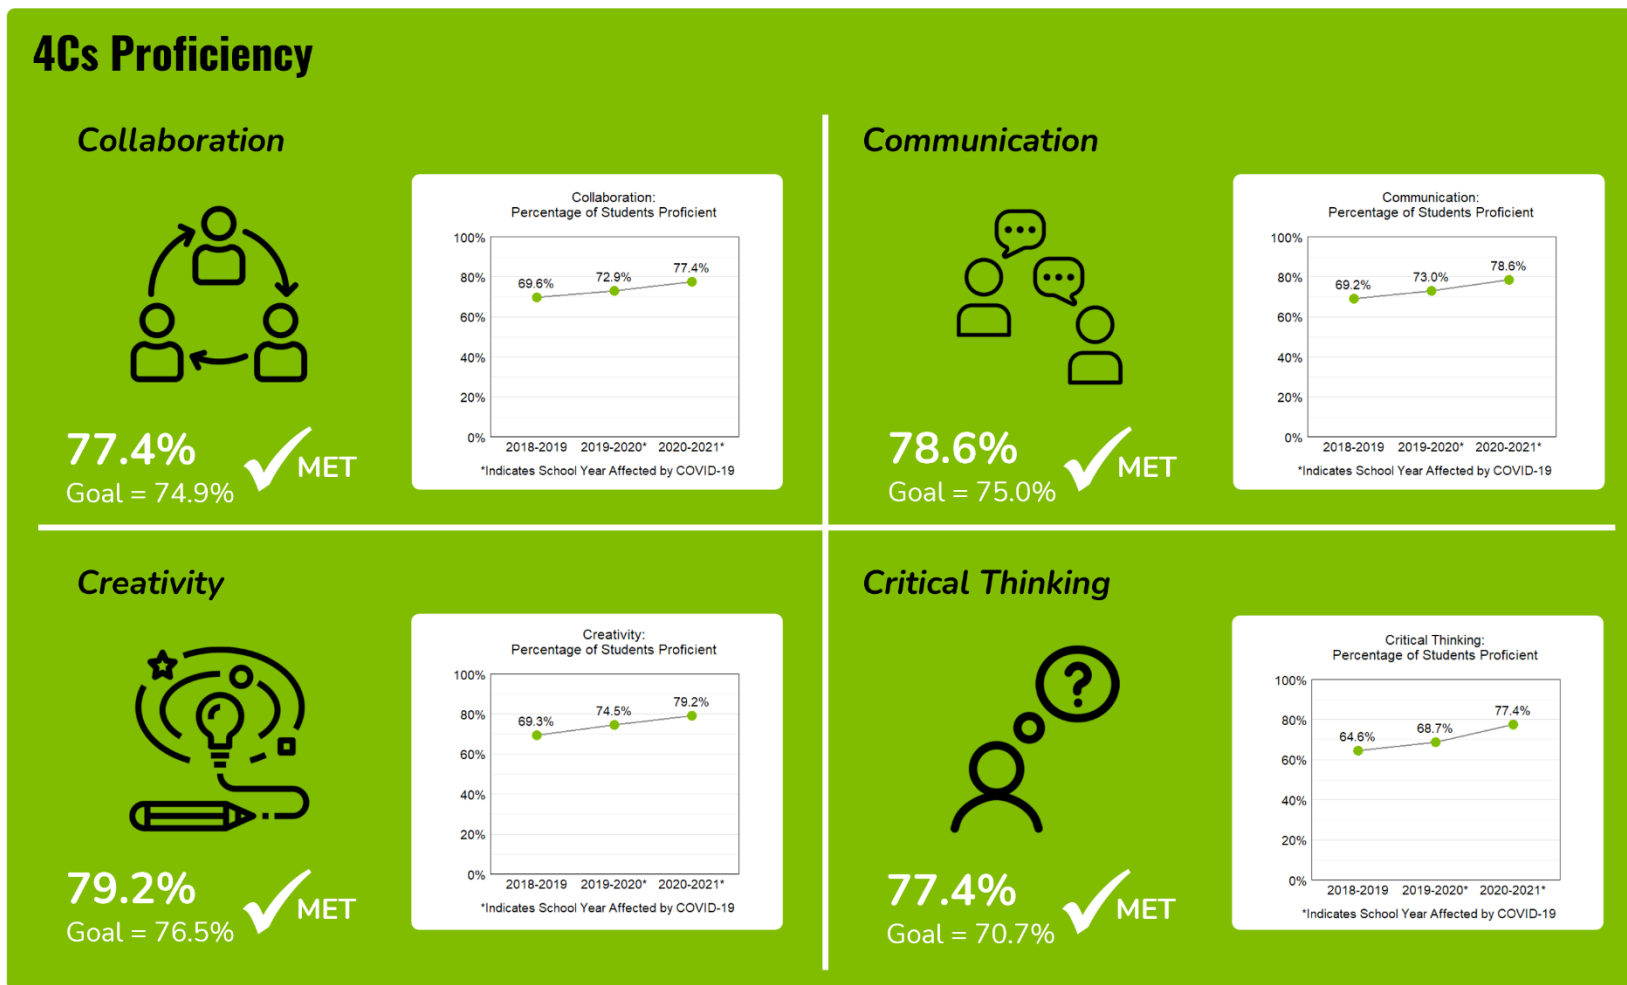 4Cs Proficiency
Collaboration
Collaboration:
Percentage of Students Proficient
100%
80%
60%
40%
20%
0%
69.6%
72.9%
77.4%
2018-2019
2019-2020*
2020-2021*
*Indicates School Year Affected by COVID-19
77.4%
Goal = 74.9%
MET
Communication
Communication:
Percentage of Students Proficient
100%
80%
60%
40%
20%
0%
69.2%
73.0%
78.6%
2018-2019
2019-2020*
2020-2021*
*Indicates School Year Affected by COVID-19
78.6%
Goal = 75.0%
MET
Creativity
Creativity:
Percentage of Students Proficient
100%
80%
60%
40%
20%
0%
69.3%
74.5%
79.2%
2018-2019
2019-2020*
2020-2021*
*Indicates School Year Affected by COVID-19
79.2%
Goal = 76.5%
MET
Critical Thinking
?
Critical Thinking:
Percentage of Students Proficient
100%
80%
60%
40%
20%
0%
64.6%
68.7%
77.4%
2018-2019
2019-2020*
2020-2021*
*Indicates School Year Affected by COVID-19
77.4%
Goal = 70.7%
MET